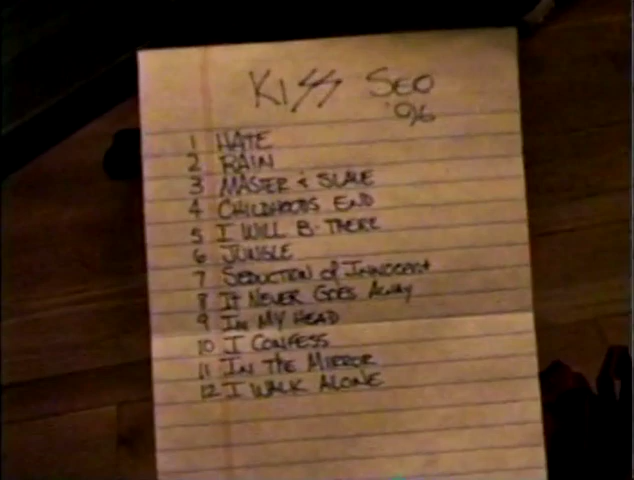 KISS SEQ
'96
1 HATE
2 RAIN
3 MASTER & SLAVE
4 CHILDHOODS END
5 I WILL B. THERE
6 JUNGLE
7 SEDUCTION of INNOCENT
8 IT NEVER GOES AWAY
9 IN MY HEAD
10 I CONFESS
11 IN THE MIRROR
12 I WALK ALONE